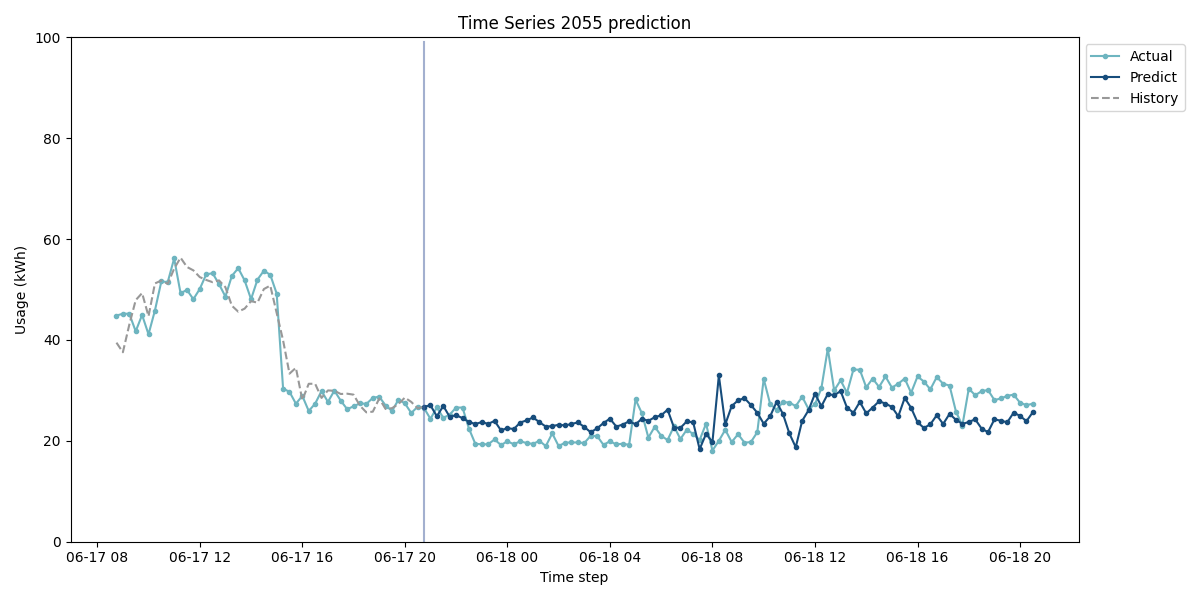 Time Series 2055 prediction
Usage (kWh)
100
80
60
40
20
0
06-17 08 06-17 12 06-17 16 06-17 20 06-18 00 06-18 04 06-18 08 06-18 12 06-18 16 06-18 20
Time step
Actual
Predict
History